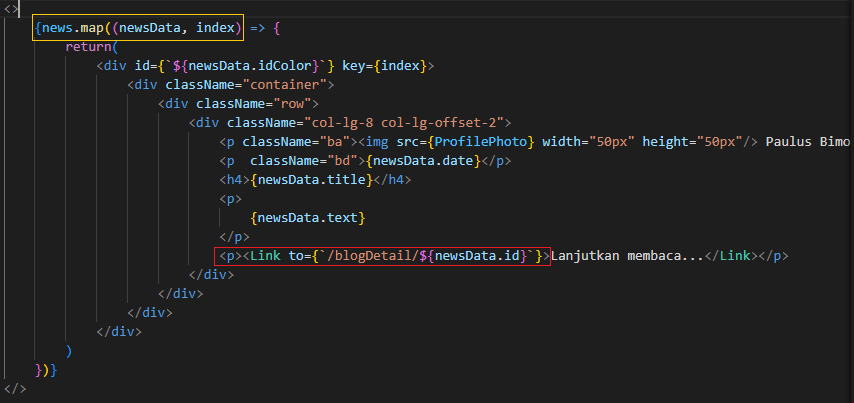 <>
{news.map((newsData, index) => {
return(
<div id={`${newsData.idColor}`} key={index}>
<div className="container">
<div className="row">
<div className="col-lg-8 col-lg-offset-2">
<p className="ba"><img src={ProfilePhoto} width="50px" height="50px"/> Paulus Bimo
<p  className="bd">{newsData.date}</p>
<h4>{newsData.title}</h4>
<p>
{newsData.text}
</p>
<p><Link to={`/blogDetail/${newsData.id}`}>Lanjutkan membaca...</Link></p>
</div>
</div>
</div>
</div>
)
})}
</>